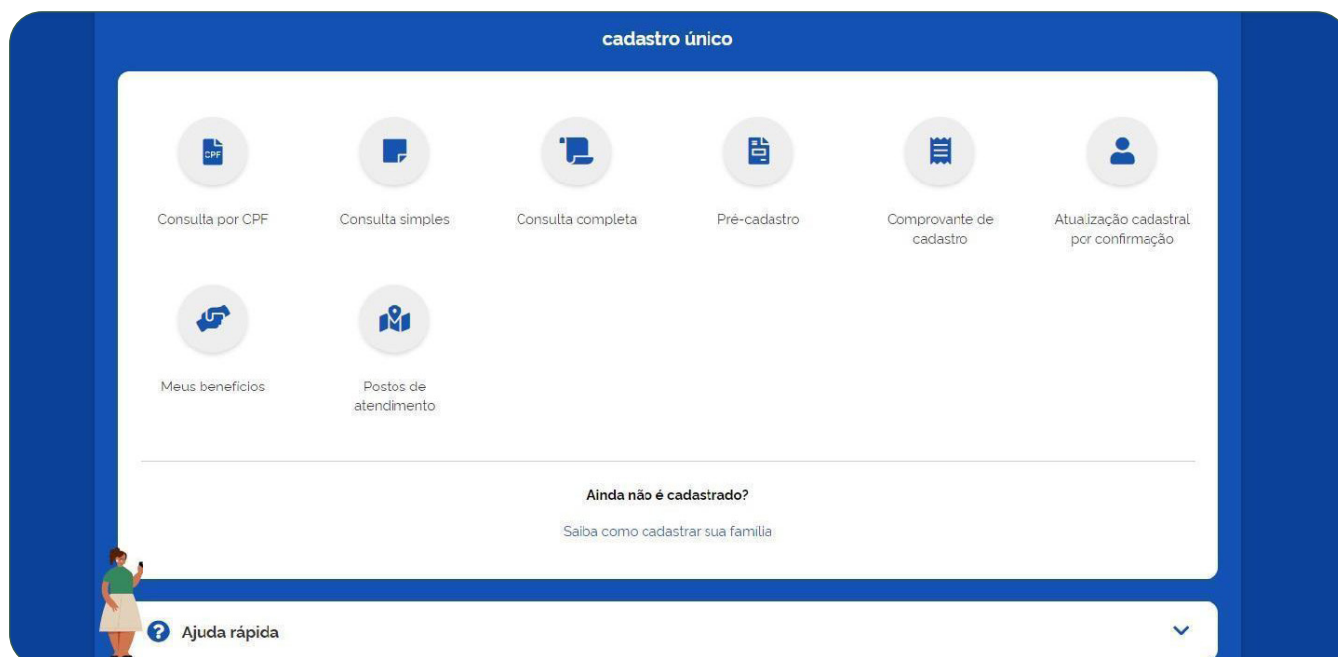 cadastro único
CPF
Consulta por CPF
Consulta simples
Consulta completa
Pré-cadastro
Comprovante de
cadastro
Atualização cadastral
por confirmação
Meus benefícios
Postos de
atendimento
Ainda não é cadastrado?
Saiba como cadastrar sua família
? Ajuda rápida